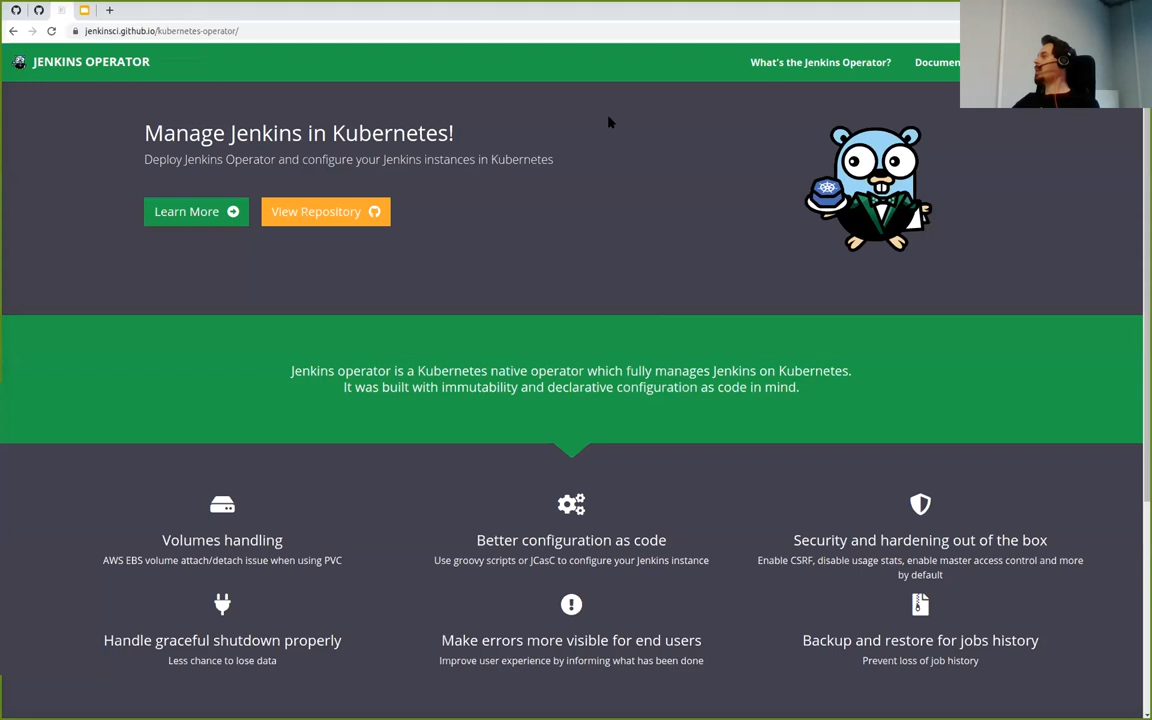 jenkinsci.github.io/kubernetes-operator/
JENKINS OPERATOR
What's the Jenkins Operator?
Manage Jenkins in Kubernetes!
Deploy Jenkins Operator and configure your Jenkins instances in Kubernetes
Learn More
View Repository
Jenkins operator is a Kubernetes native operator which fully manages Jenkins on Kubernetes.
It was built with immutability and declarative configuration as code in mind.
Volumes handling
AWS EBS volume attach/detach issue when using PVC
Better configuration as code
Use groovy scripts or JCasC to configure your Jenkins instance
Security and hardening out of the box
Enable CSRF, disable usage stats, enable master access control and more
by default
Handle graceful shutdown properly
Less chance to lose data
Make errors more visible for end users
Improve user experience by informing what has been done
Backup and restore for jobs history
Prevent loss of job history